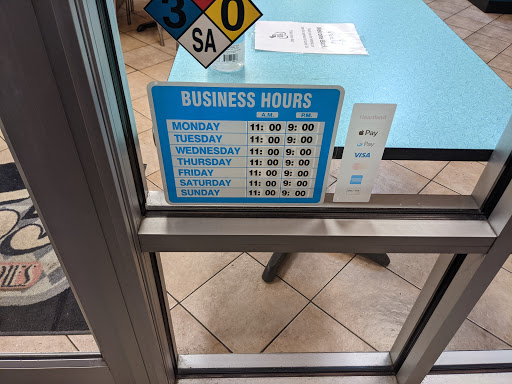 3 0
SA
BUSINESS HOURS
A.M. P.M.
MONDAY 11: 00 9: 00
TUESDAY 11: 00 9: 00
WEDNESDAY 11: 00 9: 00
THURSDAY 11: 00 9: 00
FRIDAY 11: 00 9: 00
SATURDAY 11: 00 9: 00
SUNDAY 11: 00 9: 00
Pay
Pay
VISA